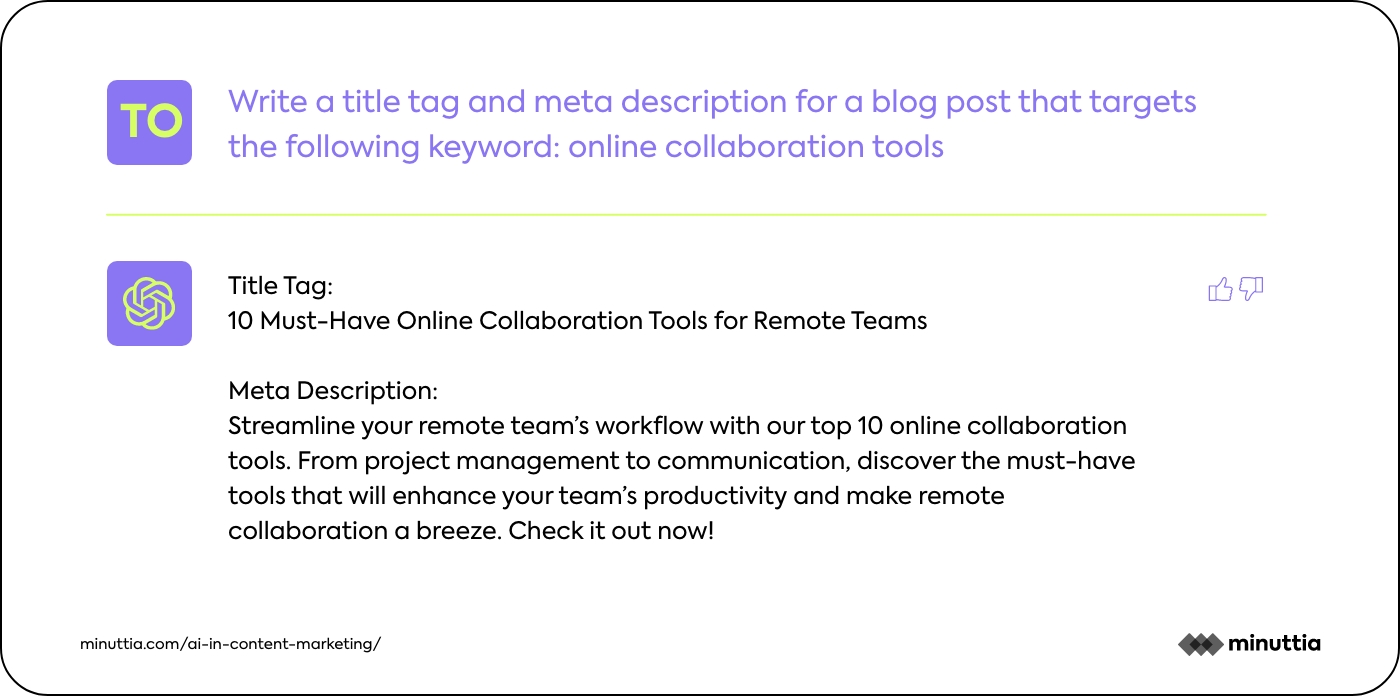 TO
Write a title tag and meta description for a blog post that targets
the following keyword: online collaboration tools
Title Tag:
10 Must-Have Online Collaboration Tools for Remote Teams
Meta Description:
Streamline your remote team’s workflow with our top 10 online collaboration
tools. From project management to communication, discover the must-have
tools that will enhance your team’s productivity and make remote
collaboration a breeze. Check it out now!
minuttia.com/ai-in-content-marketing/
minuttia